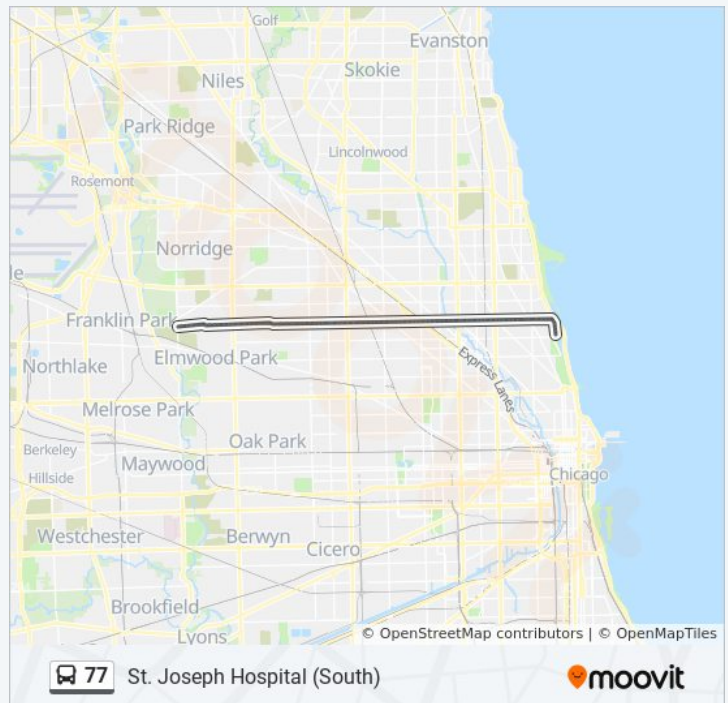 Golf
Evanston
Niles
Skokie
Park Ridge
Lincolnwood
Rosemont
Norridge
le
Franklin Park
Elmwood Park
Northlake
Express Lanes
Melrose Park
Oak Park
Berkeley
Maywood
Hillside
Chicago
Westchester
Berwyn
Cicero
Brookfield
Lyons
© OpenStreetMap contributors | © OpenMapTiles
77 St. Joseph Hospital (South)
moovit